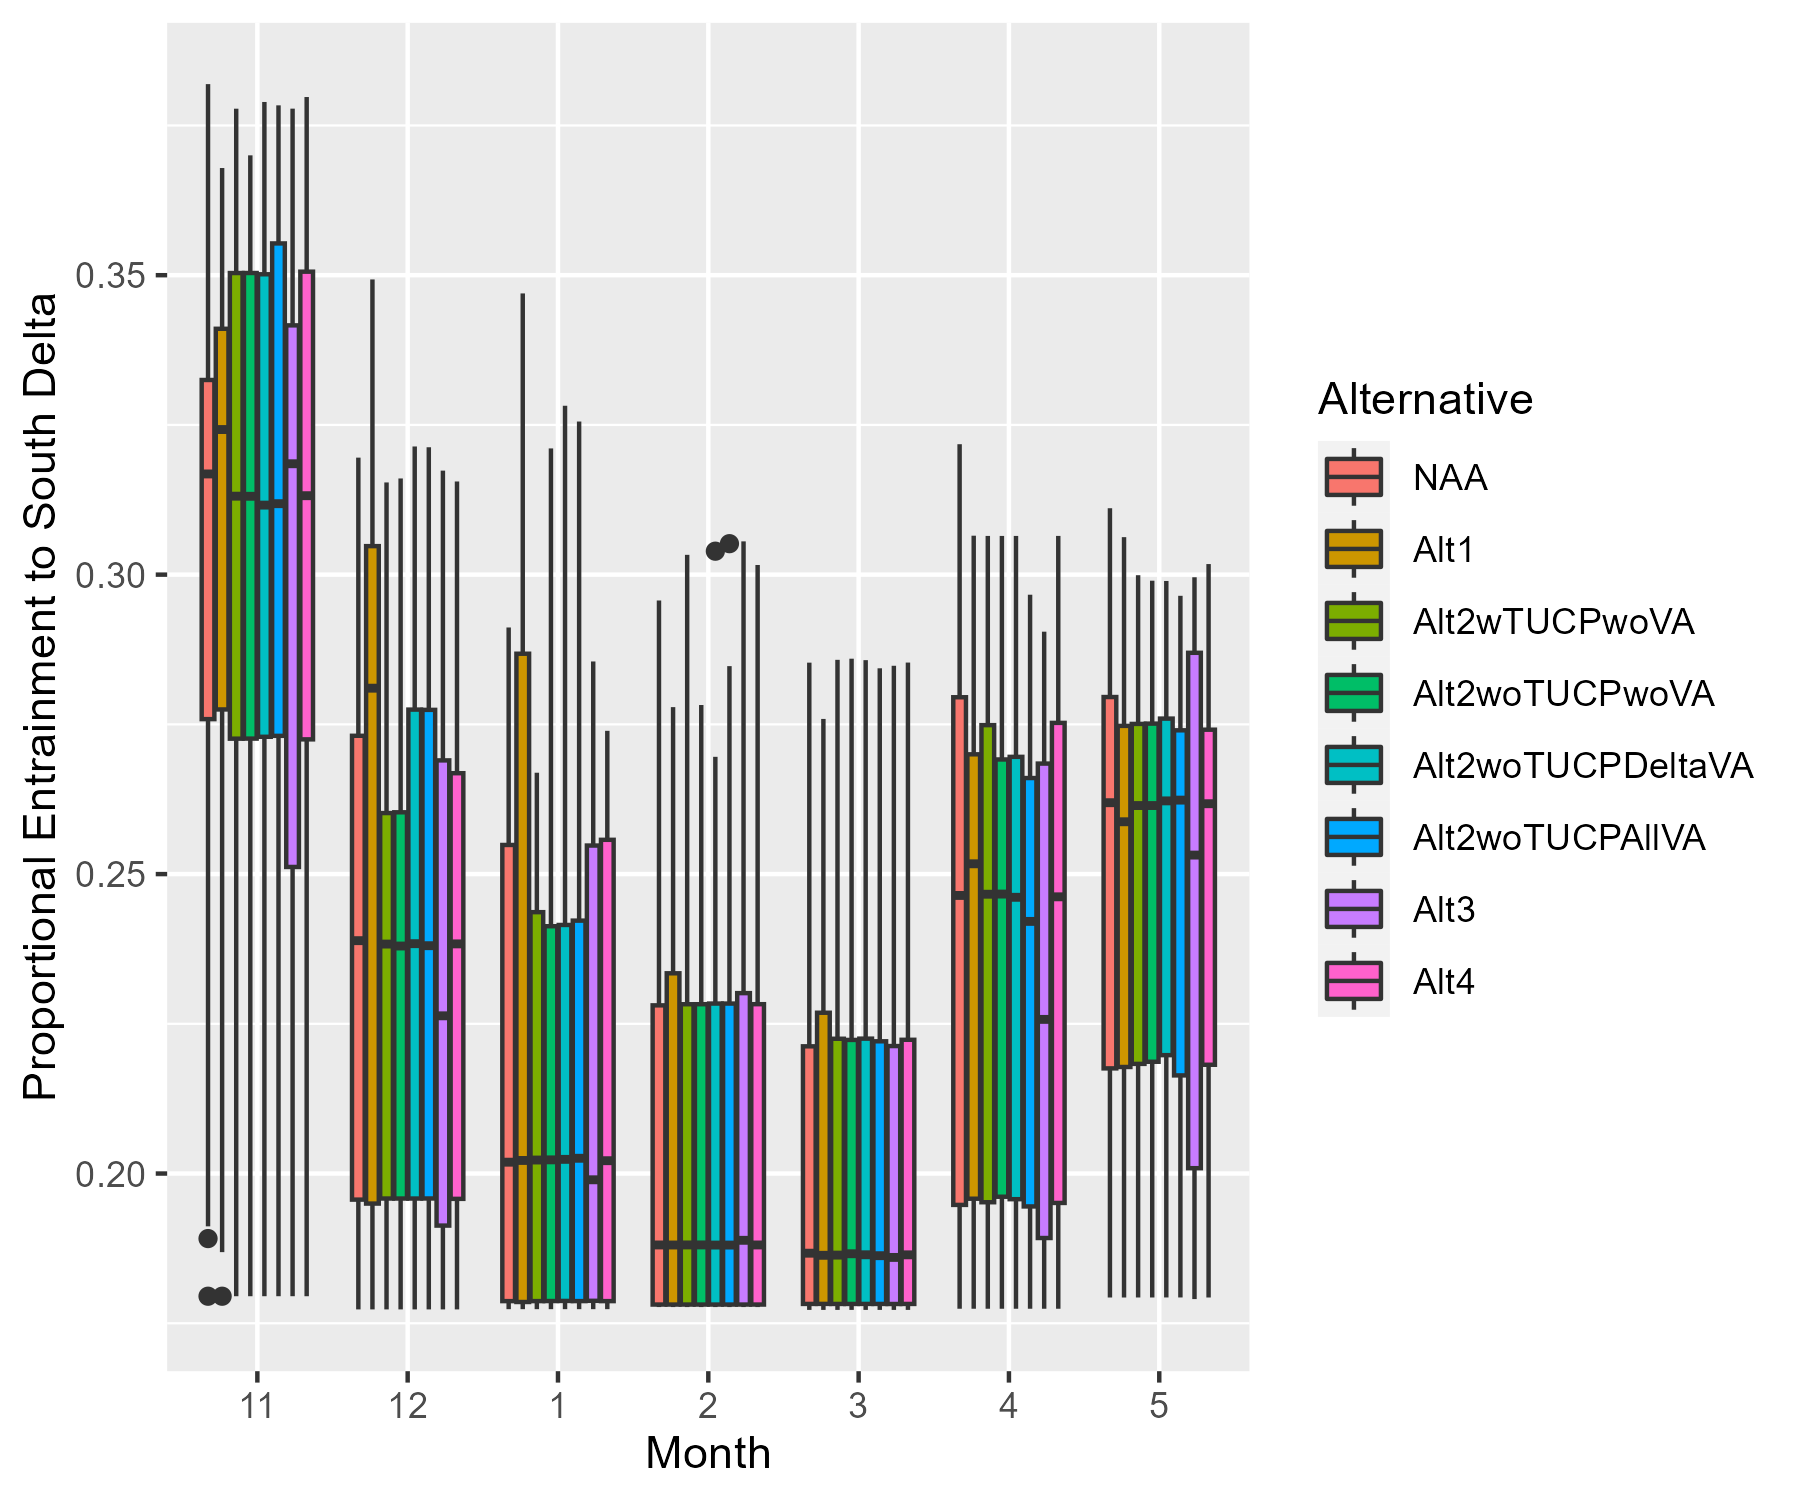 Proportional Entrainment to South Delta
0.35
0.30
0.25
0.20
11 12 1 2 3 4 5
Month
Alternative
NAA
Alt1
Alt2wTUCPwoVA
Alt2woTUCPwoVA
Alt2woTUCPDeltaVA
Alt2woTUCPAllVA
Alt3
Alt4